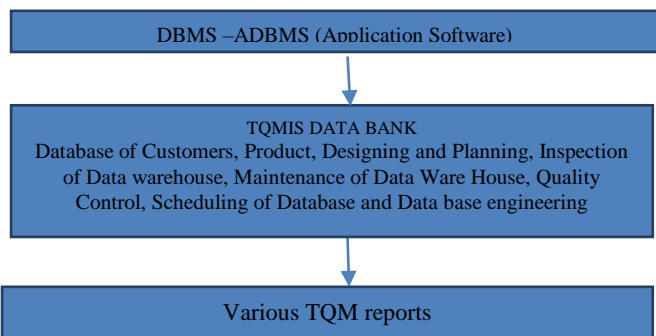 DBMS –ADBMS (Application Software)
TQMIS DATA BANK
Database of Customers, Product, Designing and Planning, Inspection
of Data warehouse, Maintenance of Data Ware House, Quality
Control, Scheduling of Database and Data base engineering
Various TQM reports